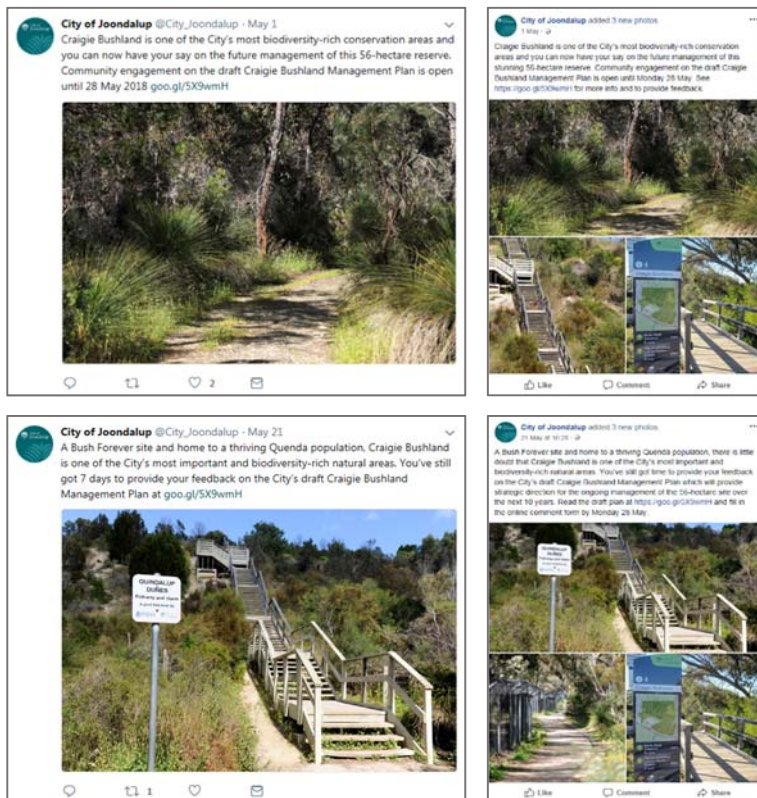 City of Joondalup @City_Joondalup · May 1
Craigie Bushland is one of the City's most biodiversity-rich conservation areas and
you can now have your say on the future management of this 56-hectare reserve.
Community engagement on the draft Craigie Bushland Management Plan is open
until 28 May 2018 goo.gl/5X9wmH
2
City of Joondalup added 3 new photos.
1 May
Craigie Bushland is one of the City's most biodiversity-rich conservation
areas and you can now have your say on the future management of this
stunning 56-hectare reserve. Community engagement on the draft Craigie
Bushland Management Plan is open until Monday 28 May. See
https://goo.gl/5X9wmH for more info and to provide feedback.
Like Comment Share
City of Joondalup @City_Joondalup · May 21
A Bush Forever site and home to a thriving Quenda population, Craigie Bushland
is one of the City's most important and biodiversity-rich natural areas. You've still
got 7 days to provide your feedback on the City's draft Craigie Bushland
Management Plan at goo.gl/5X9wmH
QUINDALUP
DUNES
1
City of Joondalup added 3 new photos.
21 May at 10:28
A Bush Forever site and home to a thriving Quenda population, there is little
doubt that Craigie Bushland is one of the City's most important and
biodiversity-rich natural areas. You've still got time to provide your feedback
on the City's draft Craigie Bushland Management Plan which will provide
strategic direction for the ongoing management of the 56-hectare site over
the next 10 years. Read the draft plan at https://goo.gl/5X9wmH and fill in
the online comment form by Monday 28 May.
QUINDALUP
DUNES
Like Comment Share